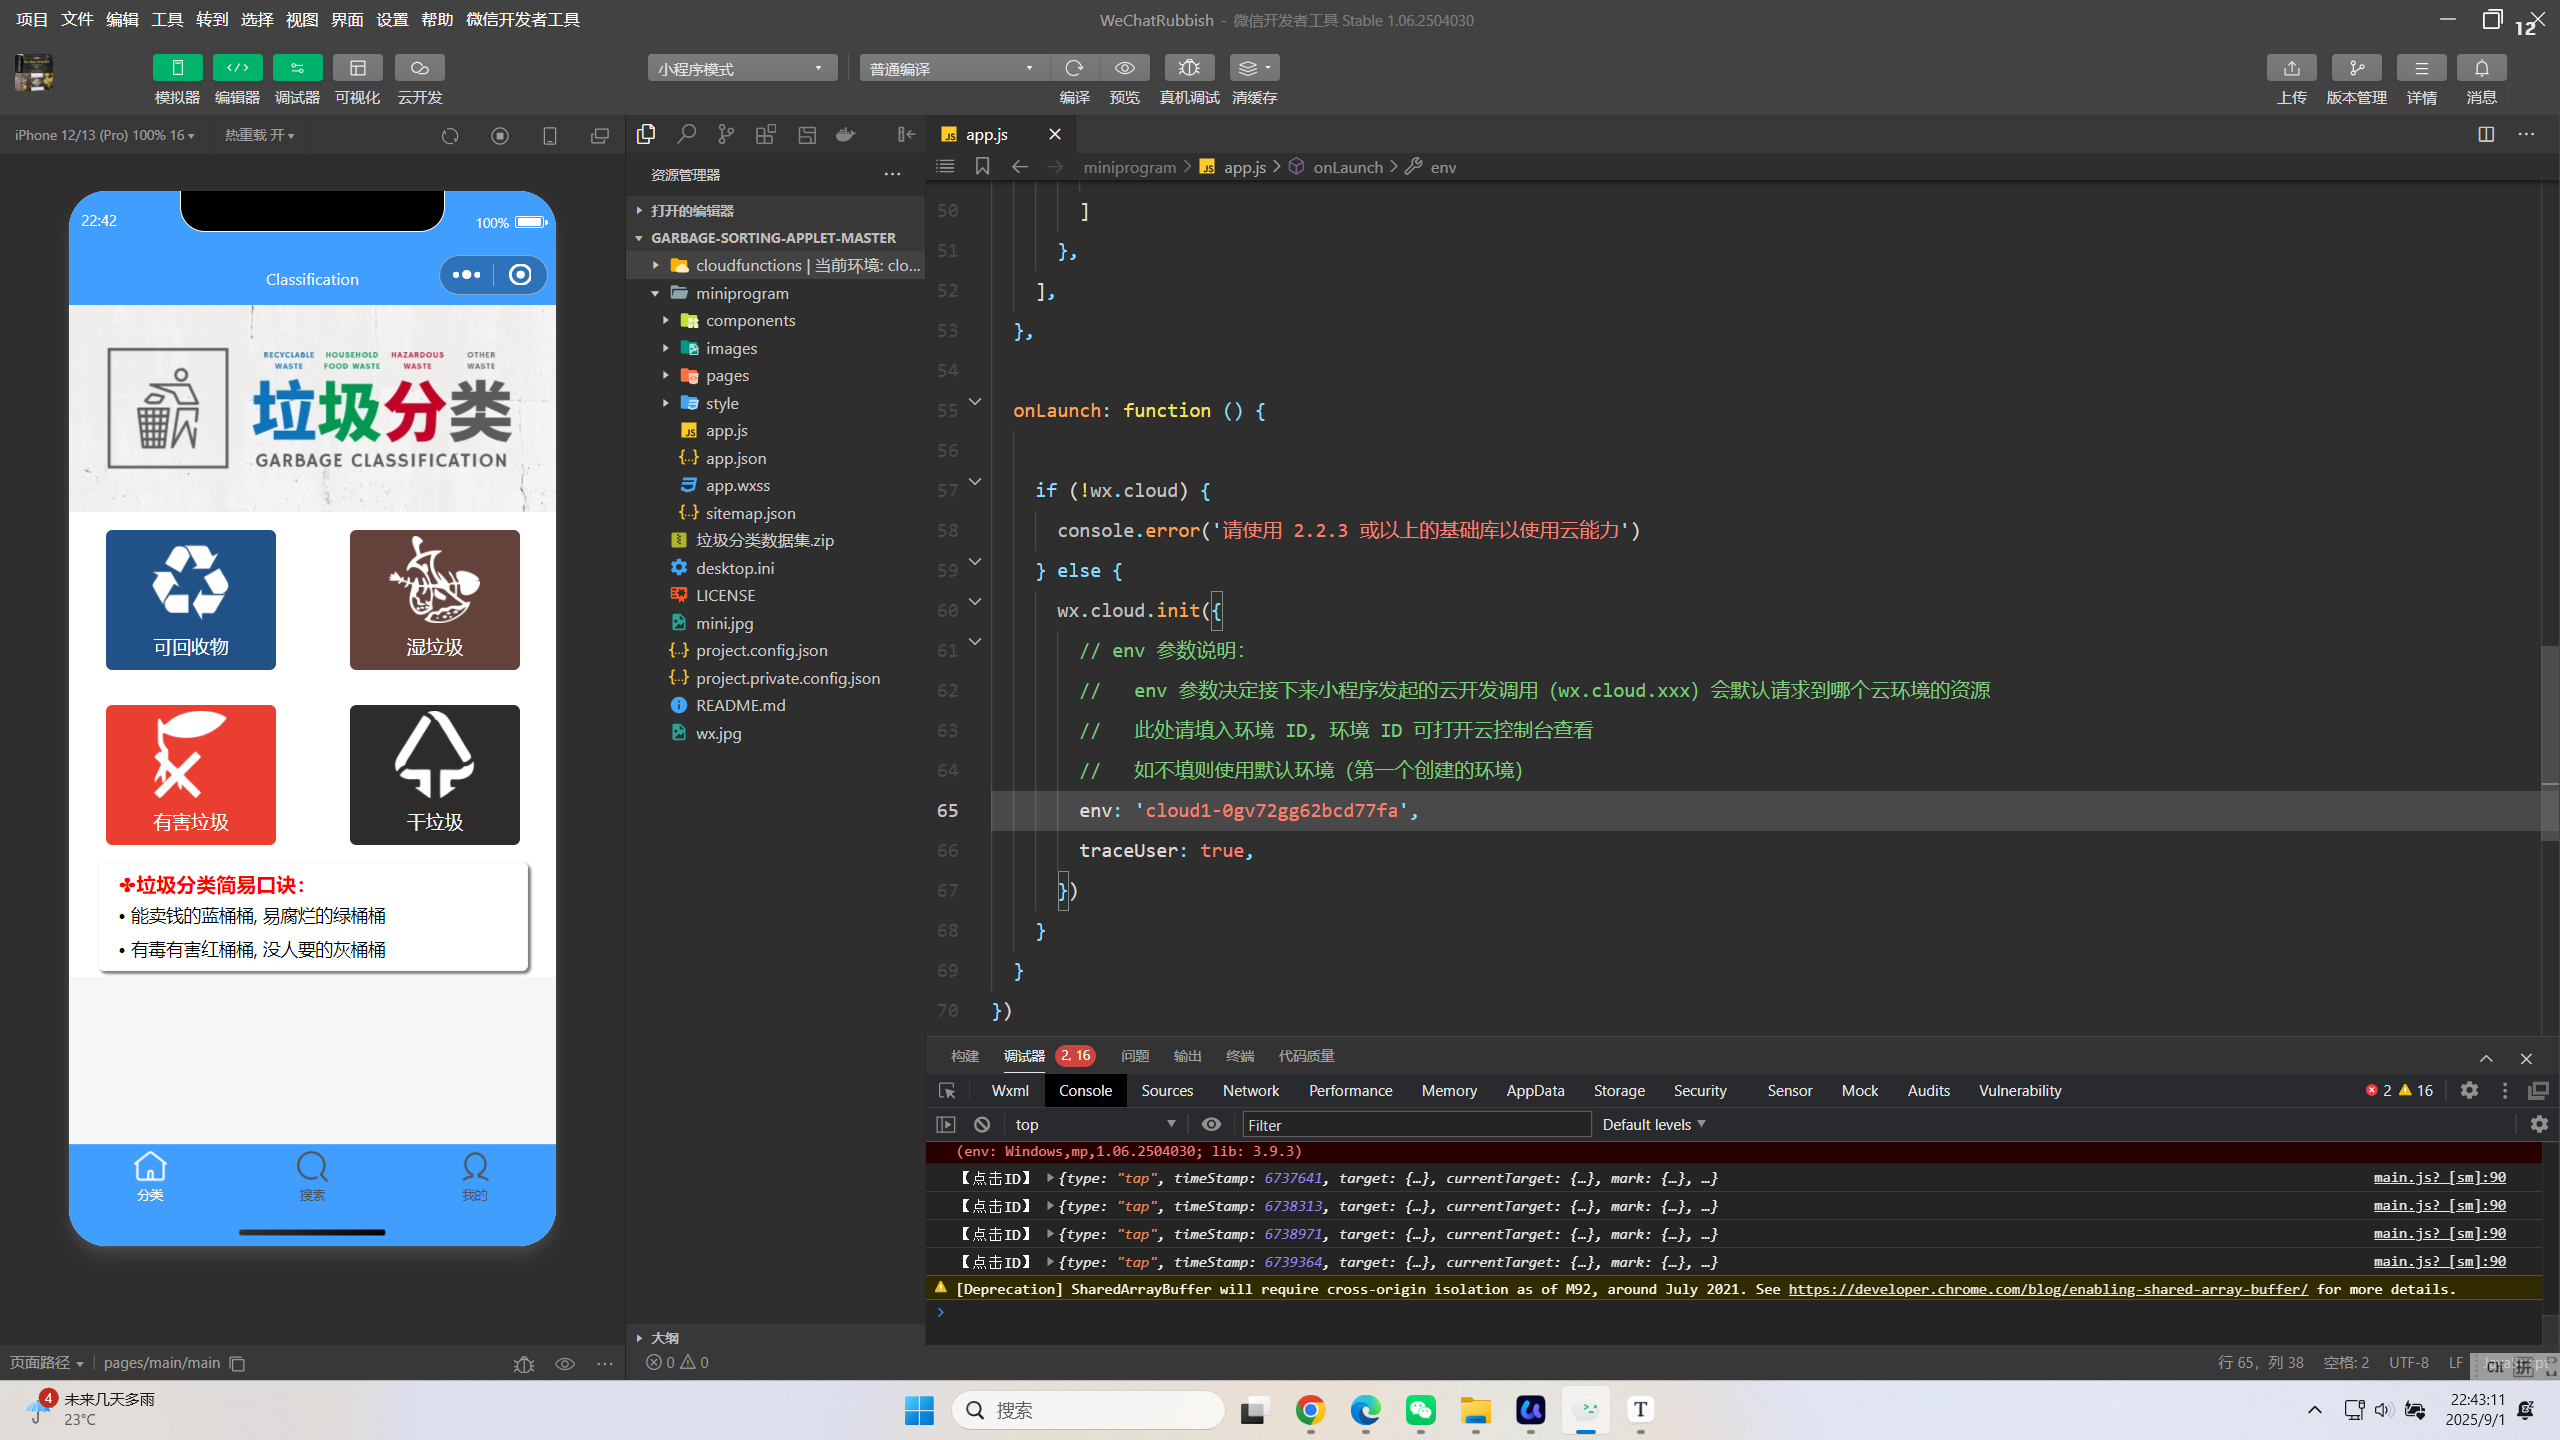 项目 文件 编辑 工具 转到 选择 视图 界面 设置 帮助 微信开发者工具
WeChatRubbish - 微信开发者工具 Stable 1.06.2504030
12
模拟器 编辑器 调试器 可视化 云开发
小程序模式 普通编译
编译 预览 真机调试 清缓存
上传 版本管理 详情 消息
iPhone 12/13 (Pro) 100% 16 热重载 开
22:42
100%
Classification
RECYCLABLE WASTE
HOUSEHOLD FOOD WASTE
HAZARDOUS WASTE
OTHER WASTE
垃圾分类
GARBAGE CLASSIFICATION
可回收物
湿垃圾
有害垃圾
干垃圾
✤垃圾分类简易口诀：
• 能卖钱的蓝桶桶, 易腐烂的绿桶桶
• 有毒有害红桶桶, 没人要的灰桶桶
分类 搜索 我的
页面路径 pages/main/main
资源管理器
打开的编辑器
GARBAGE-SORTING-APPLET-MASTER
cloudfunctions | 当前环境: clo...
miniprogram
components
images
pages
style
app.js
app.json
app.wxss
sitemap.json
垃圾分类数据集.zip
desktop.ini
LICENSE
mini.jpg
project.config.json
project.private.config.json
README.md
wx.jpg
大纲
0 0
app.js
miniprogram > app.js > onLaunch > env
50 ]
51 },
52 ],
53 },
54
55 onLaunch: function () {
56
57 if (!wx.cloud) {
58 console.error('请使用 2.2.3 或以上的基础库以使用云能力')
59 } else {
60 wx.cloud.init({
61 // env 参数说明：
62 // env 参数决定接下来小程序发起的云开发调用（wx.cloud.xxx）会默认请求到哪个云环境的资源
63 // 此处请填入环境 ID, 环境 ID 可打开云控制台查看
64 // 如不填则使用默认环境（第一个创建的环境）
65 env: 'cloud1-0gv72gg62bcd77fa',
66 traceUser: true,
67 })
68 }
69 }
70 })
构建 调试器 2, 16 问题 输出 终端 代码质量
Wxml Console Sources Network Performance Memory AppData Storage Security Sensor Mock Audits Vulnerability 2 16
top Filter Default levels
(env: Windows,mp,1.06.2504030; lib: 3.9.3)
【点击ID】 {type: "tap", timeStamp: 6737641, target: {…}, currentTarget: {…}, mark: {…}, …} main.js? [sm]:90
【点击ID】 {type: "tap", timeStamp: 6738313, target: {…}, currentTarget: {…}, mark: {…}, …} main.js? [sm]:90
【点击ID】 {type: "tap", timeStamp: 6738971, target: {…}, currentTarget: {…}, mark: {…}, …} main.js? [sm]:90
【点击ID】 {type: "tap", timeStamp: 6739364, target: {…}, currentTarget: {…}, mark: {…}, …} main.js? [sm]:90
[Deprecation] SharedArrayBuffer will require cross-origin isolation as of M92, around July 2021. See https://developer.chrome.com/blog/enabling-shared-array-buffer/ for more details.
行 65, 列 38 空格: 2 UTF-8 LF
CH 拼
4 未来几天多雨
23°C
搜索
22:43:11
2025/9/1